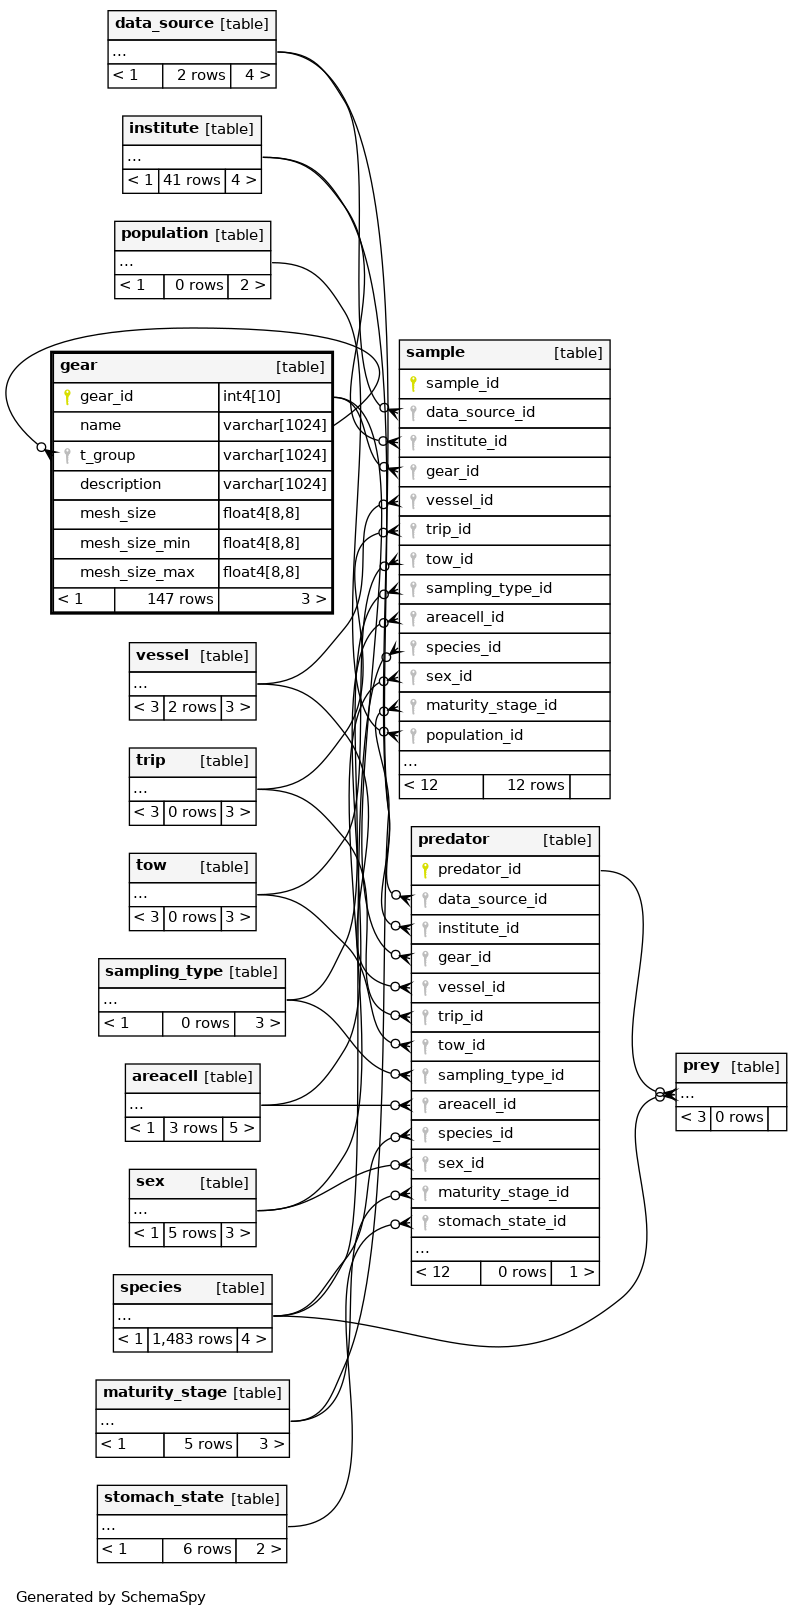 data_source [table]
...
< 1 2 rows 4 >
institute [table]
...
< 1 41 rows 4 >
population [table]
...
< 1 0 rows 2 >
gear [table]
gear_id int4[10]
name varchar[1024]
t_group varchar[1024]
description varchar[1024]
mesh_size float4[8,8]
mesh_size_min float4[8,8]
mesh_size_max float4[8,8]
< 1 147 rows 3 >
sample [table]
sample_id
data_source_id
institute_id
gear_id
vessel_id
trip_id
tow_id
sampling_type_id
areacell_id
species_id
sex_id
maturity_stage_id
population_id
...
< 12 12 rows
vessel [table]
...
< 3 2 rows 3 >
trip [table]
...
< 3 0 rows 3 >
tow [table]
...
< 3 0 rows 3 >
sampling_type [table]
...
< 1 0 rows 3 >
areacell [table]
...
< 1 3 rows 5 >
sex [table]
...
< 1 5 rows 3 >
species [table]
...
< 1 1,483 rows 4 >
maturity_stage [table]
...
< 1 5 rows 3 >
stomach_state [table]
...
< 1 6 rows 2 >
predator [table]
predator_id
data_source_id
institute_id
gear_id
vessel_id
trip_id
tow_id
sampling_type_id
areacell_id
species_id
sex_id
maturity_stage_id
stomach_state_id
...
< 12 0 rows 1 >
prey [table]
...
< 3 0 rows
Generated by SchemaSpy